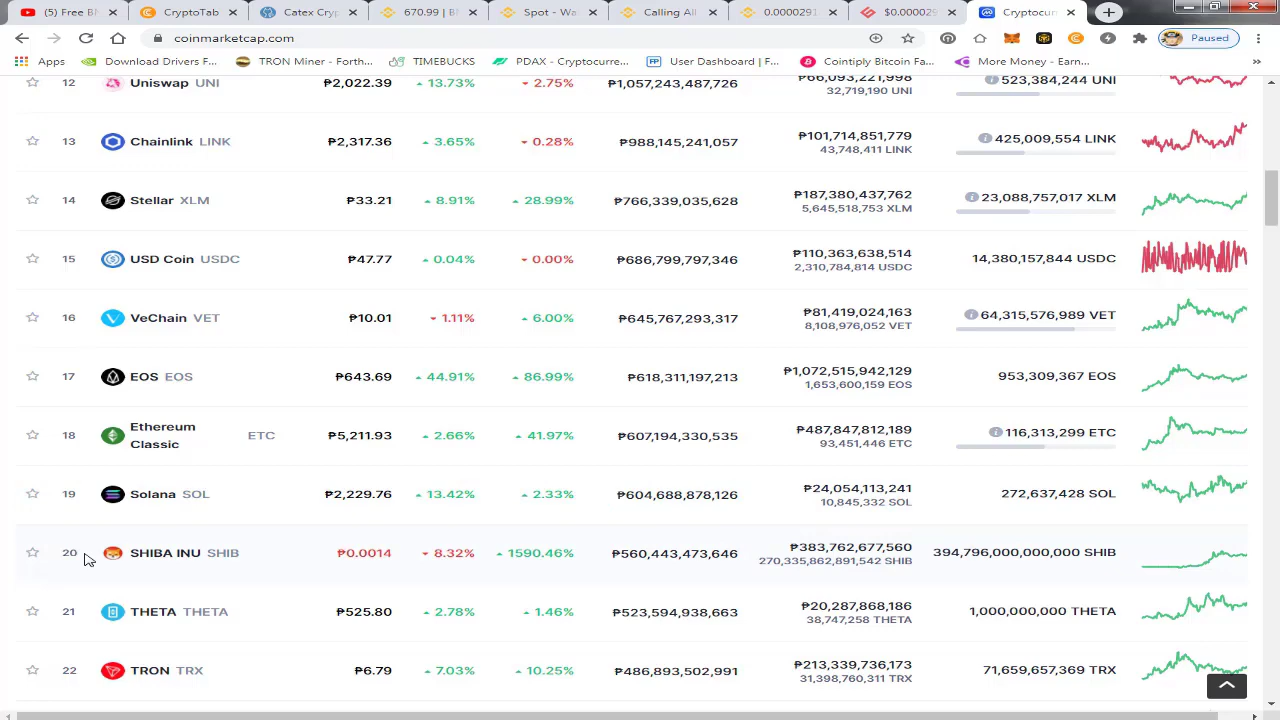 (5) Free BN
CryptoTab
Catex Cryp
670.99 | BN
Spot - Wa
Calling All
0.0000291
$0.000029
Cryptocurr
coinmarketcap.com
Paused
Apps
Download Drives F...
TRON Miner - Forth...
TIMEBUCKS
PDAX - Cryptocurre...
User Dashboard | F...
Cointiply Bitcoin Fa...
More Money - Earn...
»
12 Uniswap UNI ₱2,022.39 13.73% 2.75% ₱1,057,243,487,726 ₱66,093,221,998 523,384,244 UNI
32,719,190 UNI
13 Chainlink LINK ₱2,317.36 3.65% 0.28% ₱988,145,241,057 ₱101,714,851,779 425,009,554 LINK
43,748,411 LINK
14 Stellar XLM ₱33.21 8.91% 28.99% ₱766,339,035,628 ₱187,380,437,762 23,088,757,017 XLM
5,645,518,753 XLM
15 USD Coin USDC ₱47.77 0.04% 0.00% ₱686,799,797,346 ₱110,363,638,514 14,380,157,844 USDC
2,310,784,814 USDC
16 VeChain VET ₱10.01 1.11% 6.00% ₱645,767,293,317 ₱81,419,024,163 64,315,576,989 VET
8,108,976,052 VET
17 EOS EOS ₱643.69 44.91% 86.99% ₱618,311,197,213 ₱1,072,515,942,129 953,309,367 EOS
1,653,600,159 EOS
18 Ethereum Classic ETC ₱5,211.93 2.66% 41.97% ₱607,194,330,535 ₱487,847,812,189 116,313,299 ETC
93,451,446 ETC
19 Solana SOL ₱2,229.76 13.42% 2.33% ₱604,688,878,126 ₱24,054,113,241 272,637,428 SOL
10,845,332 SOL
20 SHIBA INU SHIB ₱0.0014 8.32% 1590.46% ₱560,443,473,646 ₱383,762,677,560 394,796,000,000,000 SHIB
270,335,862,891,542 SHIB
21 THETA THETA ₱525.80 2.78% 1.46% ₱523,594,938,663 ₱20,287,868,186 1,000,000,000 THETA
38,747,258 THETA
22 TRON TRX ₱6.79 7.03% 10.25% ₱486,893,502,991 ₱213,339,736,173 71,659,657,369 TRX
31,398,760,311 TRX